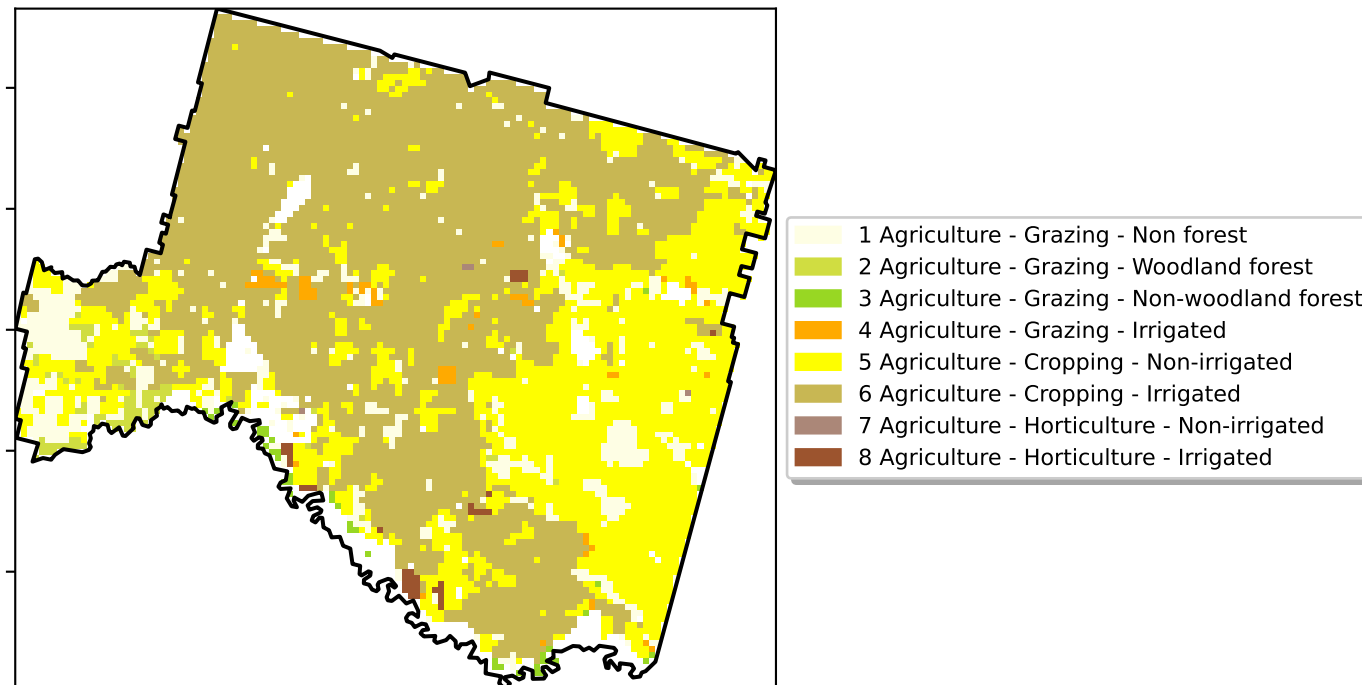 1 Agriculture - Grazing - Non forest
2 Agriculture - Grazing - Woodland forest
3 Agriculture - Grazing - Non-woodland forest
4 Agriculture - Grazing - Irrigated
5 Agriculture - Cropping - Non-irrigated
6 Agriculture - Cropping - Irrigated
7 Agriculture - Horticulture - Non-irrigated
8 Agriculture - Horticulture - Irrigated